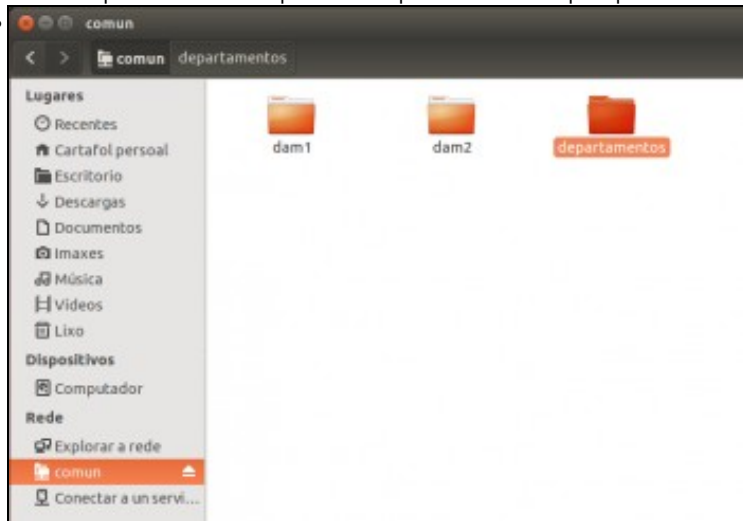 comun
comun departamentos
Lugares
Recentes
Cartafol persoal
Escritorio
Descargas
Documentos
Imaxes
Música
Vídeos
Lixo
Dispositivos
Computador
Rede
Explorar a rede
comun
Conectar a un servi...
dam1 dam2 departamentos